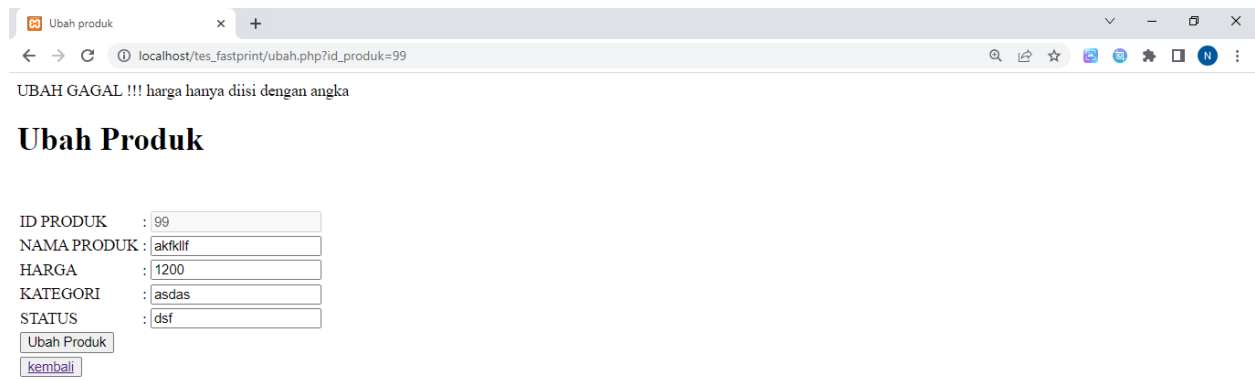 Ubah produk
localhost/tes_fastprint/ubah.php?id_produk=99
N
UBAH GAGAL !!! harga hanya diisi dengan angka
Ubah Produk
ID PRODUK : 99
NAMA PRODUK : akfkllf
HARGA : 1200
KATEGORI : asdas
STATUS : dsf
Ubah Produk
kembali